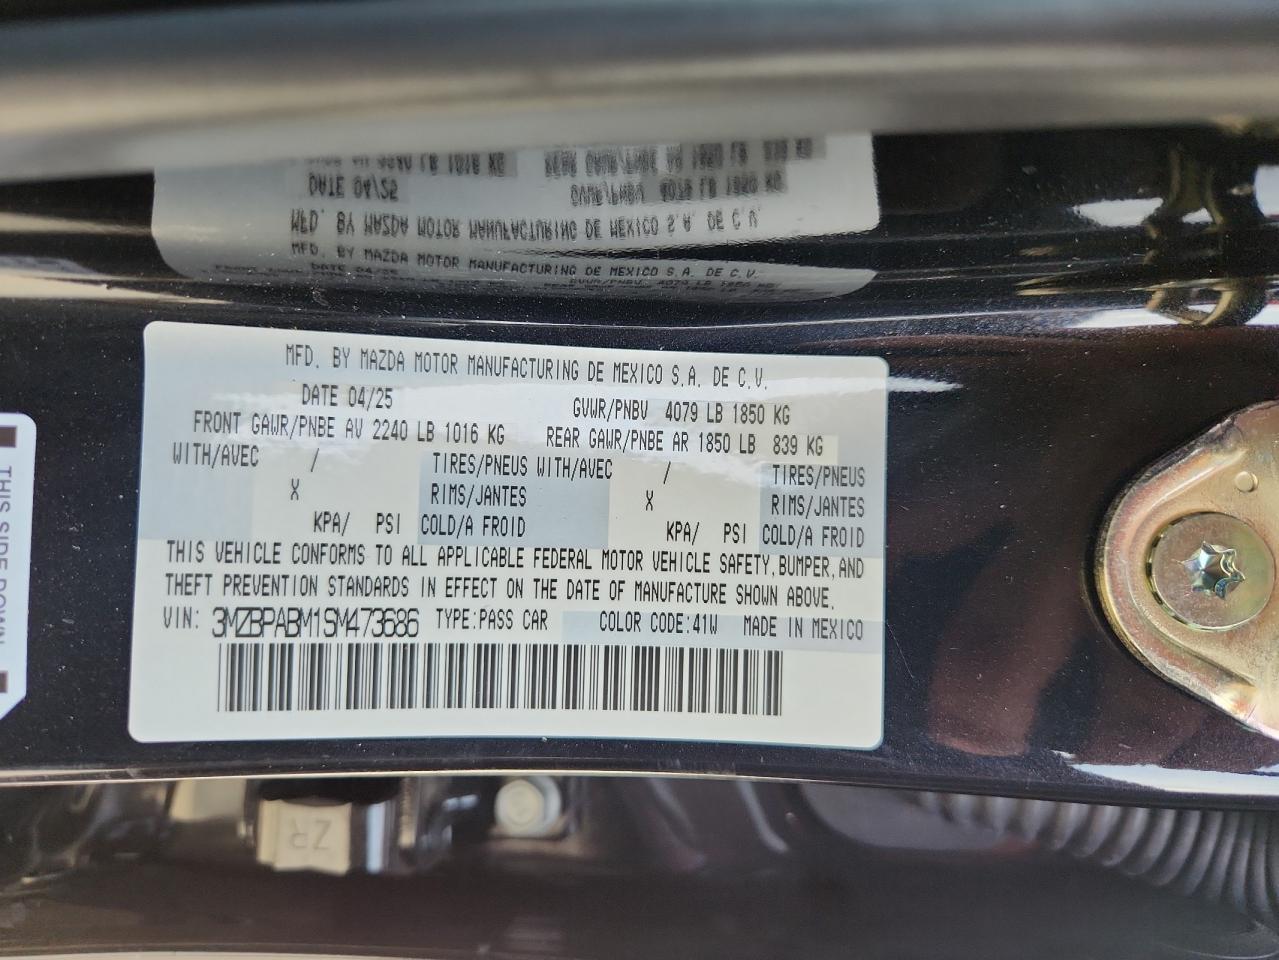 MFD. BY MAZDA MOTOR MANUFACTURING DE MEXICO S.A. DE C.V.
DATE 04/25 GVWR/PNBV 4079 LB 1850 KG
FRONT GAWR/PNBE AV 2240 LB 1016 KG REAR GAWR/PNBE AR 1850 LB 839 KG
WITH/AVEC / TIRES/PNEUS WITH/AVEC / TIRES/PNEUS
X RIMS/JANTES X RIMS/JANTES
KPA/ PSI COLD/A FROID KPA/ PSI COLD/A FROID
THIS VEHICLE CONFORMS TO ALL APPLICABLE FEDERAL MOTOR VEHICLE SAFETY, BUMPER, AND
THEFT PREVENTION STANDARDS IN EFFECT ON THE DATE OF MANUFACTURE SHOWN ABOVE.
VIN: 3MZBPABM1SM473686 TYPE:PASS CAR COLOR CODE:41W MADE IN MEXICO
THIS SIDE DOWN
ZR